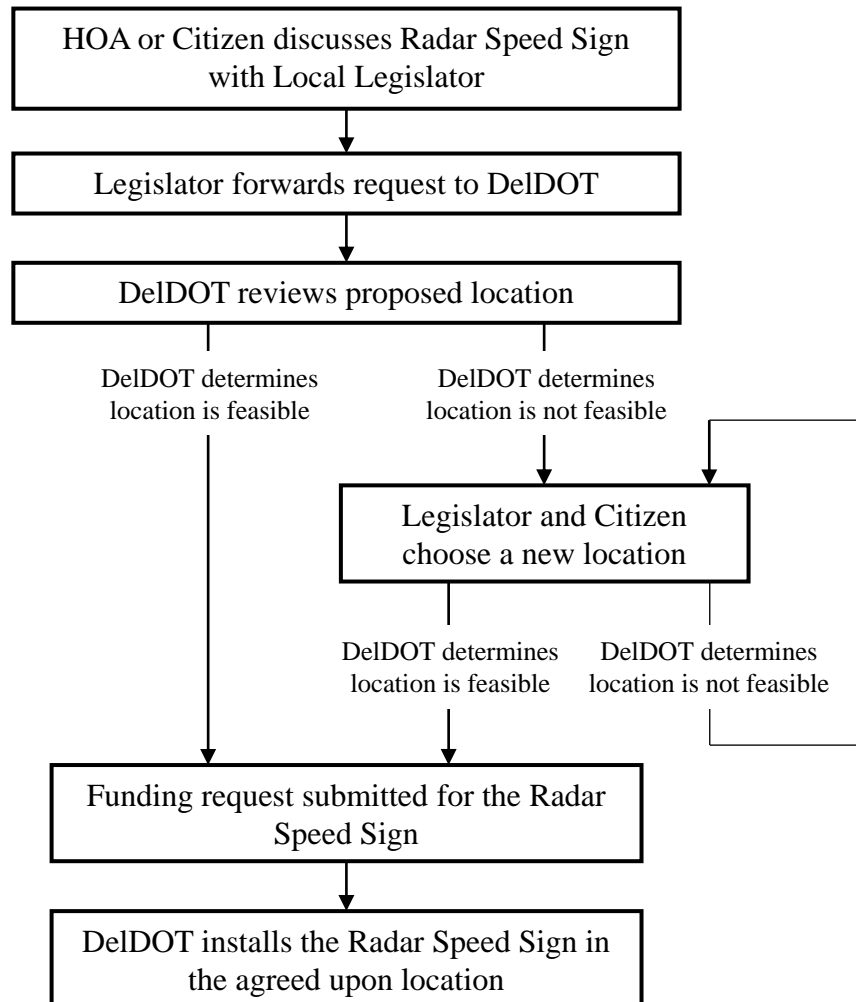 HOA or Citizen discusses Radar Speed Sign
with Local Legislator
Legislator forwards request to DelDOT
DelDOT reviews proposed location
DelDOT determines
location is feasible
DelDOT determines
location is not feasible
Legislator and Citizen
choose a new location
DelDOT determines
location is feasible
DelDOT determines
location is not feasible
Funding request submitted for the Radar
Speed Sign
DelDOT installs the Radar Speed Sign in
the agreed upon location